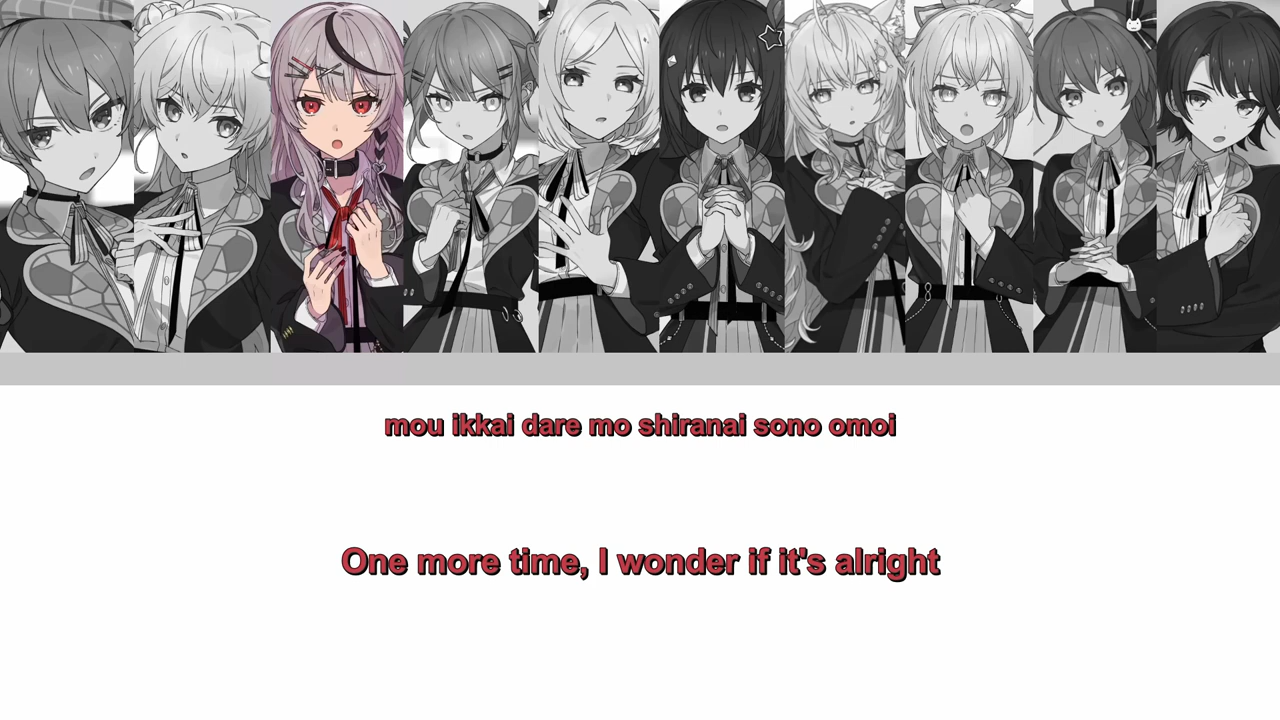 mou ikkai dare mo shiranai sono omoi
One more time, I wonder if it's alright